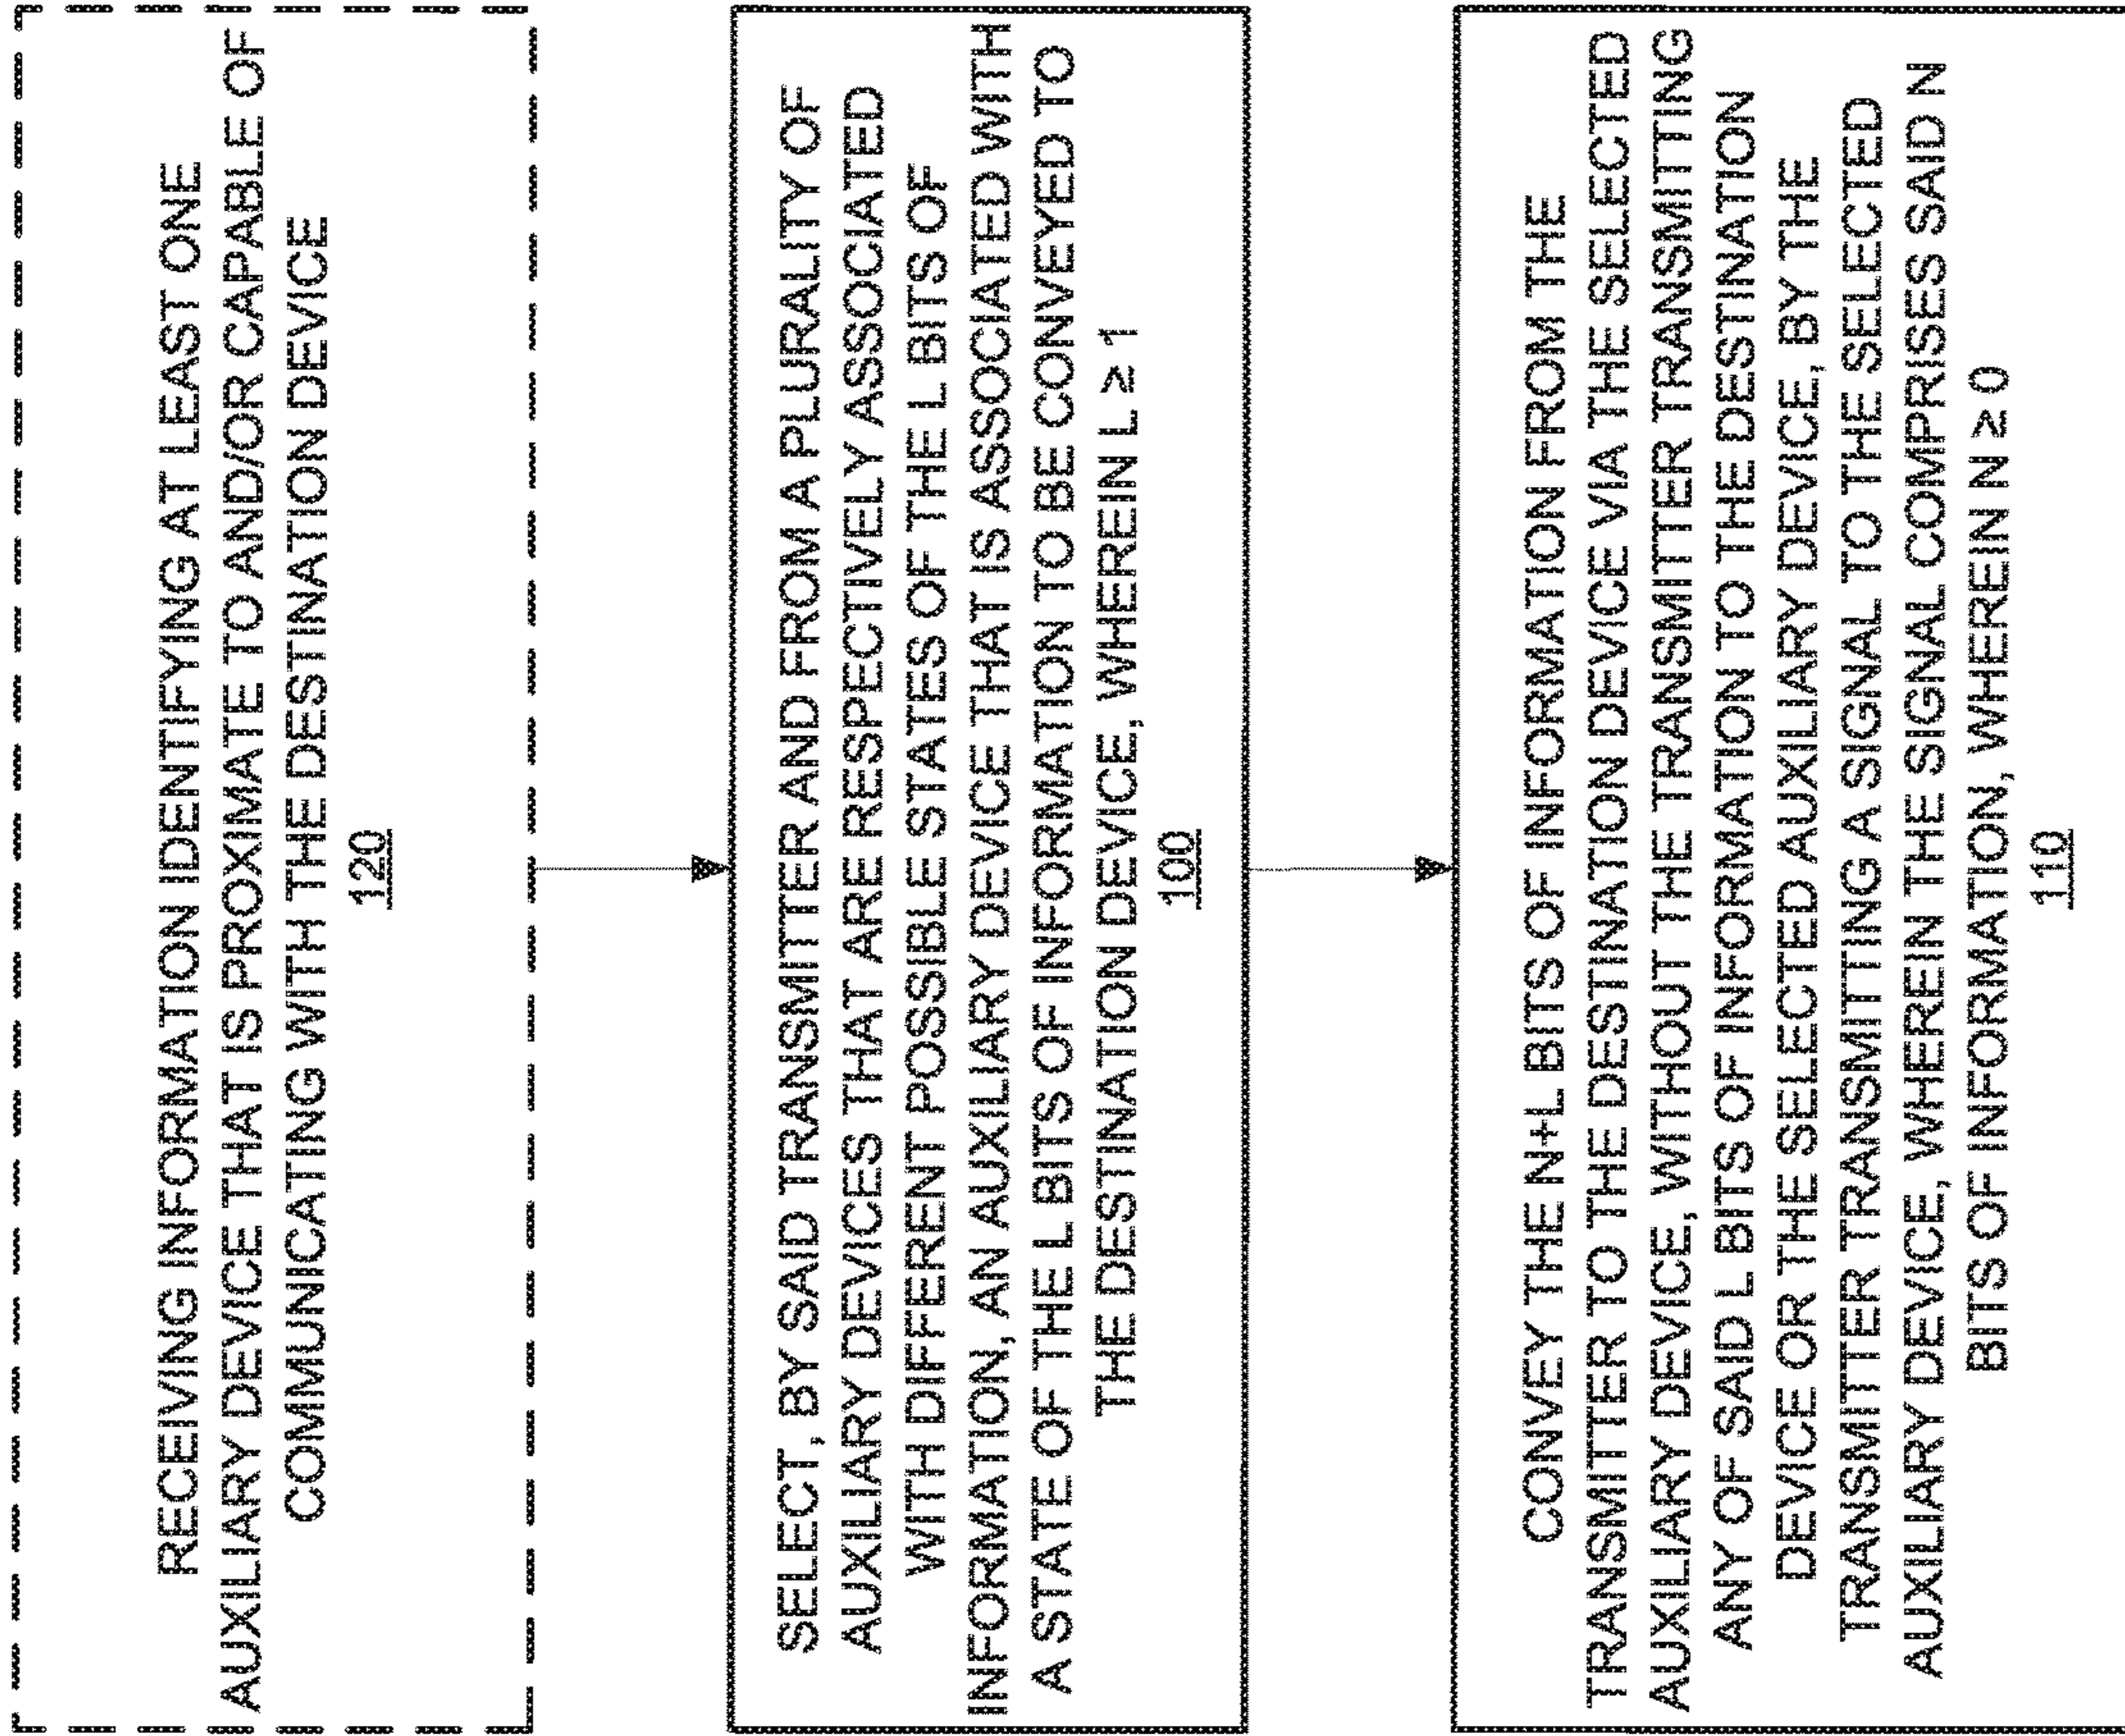 RECEIVING INFORMATION IDENTIFYING AT LEAST ONE
AUXILIARY DEVICE THAT IS PROXIMATE TO AND/OR CAPABLE OF
COMMUNICATING WITH THE DESTINATION DEVICE
120
SELECT, BY SAID TRANSMITTER AND FROM A PLURALITY OF
AUXILIARY DEVICES THAT ARE RESPECTIVELY ASSOCIATED
WITH DIFFERENT POSSIBLE STATES OF THE L BITS OF
INFORMATION, AN AUXILIARY DEVICE THAT IS ASSOCIATED WITH
A STATE OF THE L BITS OF INFORMATION TO BE CONVEYED TO
THE DESTINATION DEVICE, WHEREIN L ≥ 1
100
CONVEY THE N+L BITS OF INFORMATION FROM THE
TRANSMITTER TO THE DESTINATION DEVICE VIA THE SELECTED
AUXILIARY DEVICE, WITHOUT THE TRANSMITTER TRANSMITTING
ANY OF SAID L BITS OF INFORMATION TO THE DESTINATION
DEVICE OR THE SELECTED AUXILIARY DEVICE, BY THE
TRANSMITTER TRANSMITTING A SIGNAL TO THE SELECTED
AUXILIARY DEVICE, WHEREIN THE SIGNAL COMPRISES SAID N
BITS OF INFORMATION, WHEREIN N ≥ 0
110